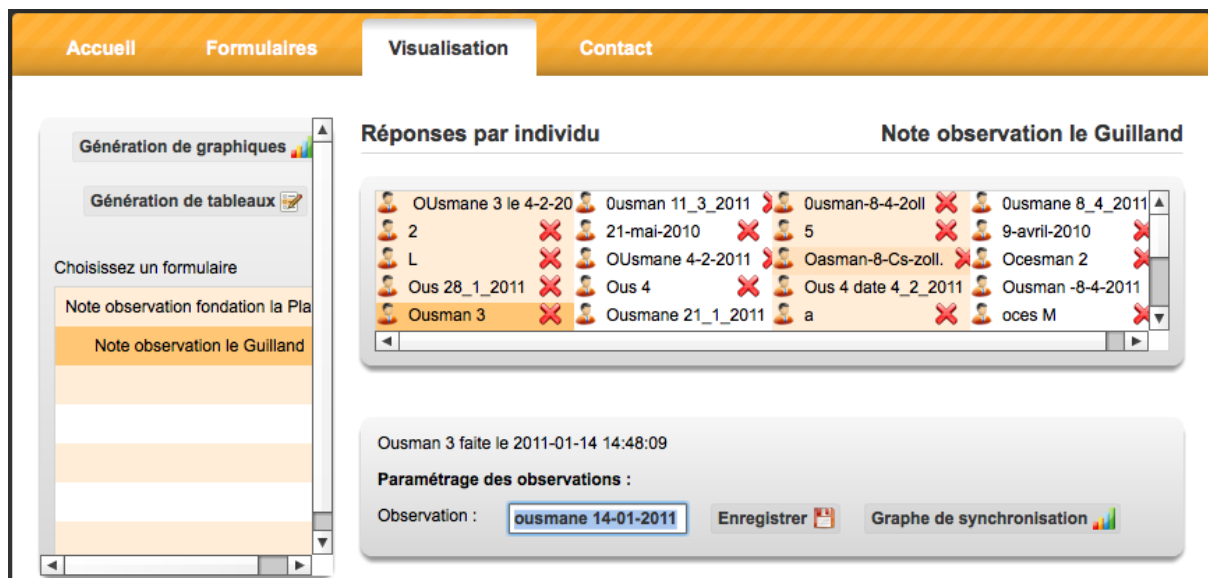 Accueil Formulaires Visualisation Contact
Génération de graphiques
Génération de tableaux
Choisissez un formulaire
Note observation fondation la Pla
Note observation le Guilland
Réponses par individu Note observation le Guilland
OUsmane 3 le 4-2-20 0usman 11_3_2011 0usman-8-4-2oll 0usmane 8_4_2011
2 21-mai-2010 5 9-avril-2010
L OUsmane 4-2-2011 Oasman-8-Cs-zoll. Ocesman 2
Ous 28_1_2011 Ous 4 Ous 4 date 4_2_2011 Ousman -8-4-2011
Ousman 3 Ousmane 21_1_2011 a oces M
Ousman 3 faite le 2011-01-14 14:48:09
Paramétrage des observations :
Observation : ousmane 14-01-2011 Enregistrer Graphe de synchronisation